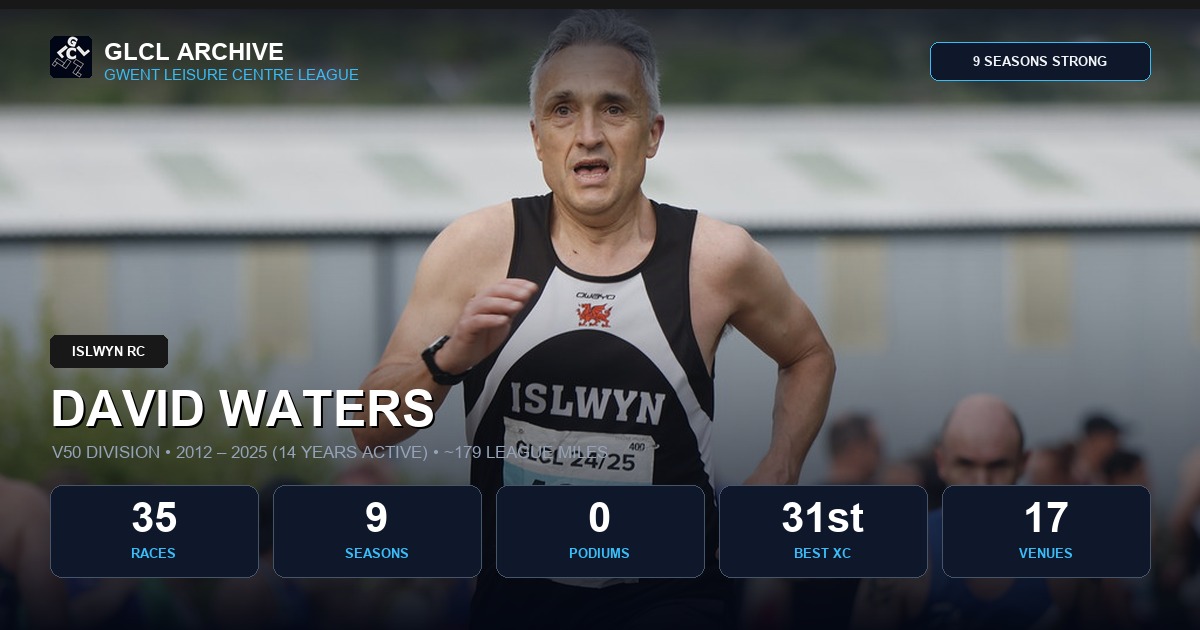 GLCL ARCHIVE
GWENT LEISURE CENTRE LEAGUE
9 SEASONS STRONG
owayo
ISLWYN
400
GLCL 24/25
ISLWYN RC
DAVID WATERS
V50 DIVISION • 2012 – 2025 (14 YEARS ACTIVE) • ~179 LEAGUE MILES
35
RACES
9
SEASONS
0
PODIUMS
31st
BEST XC
17
VENUES